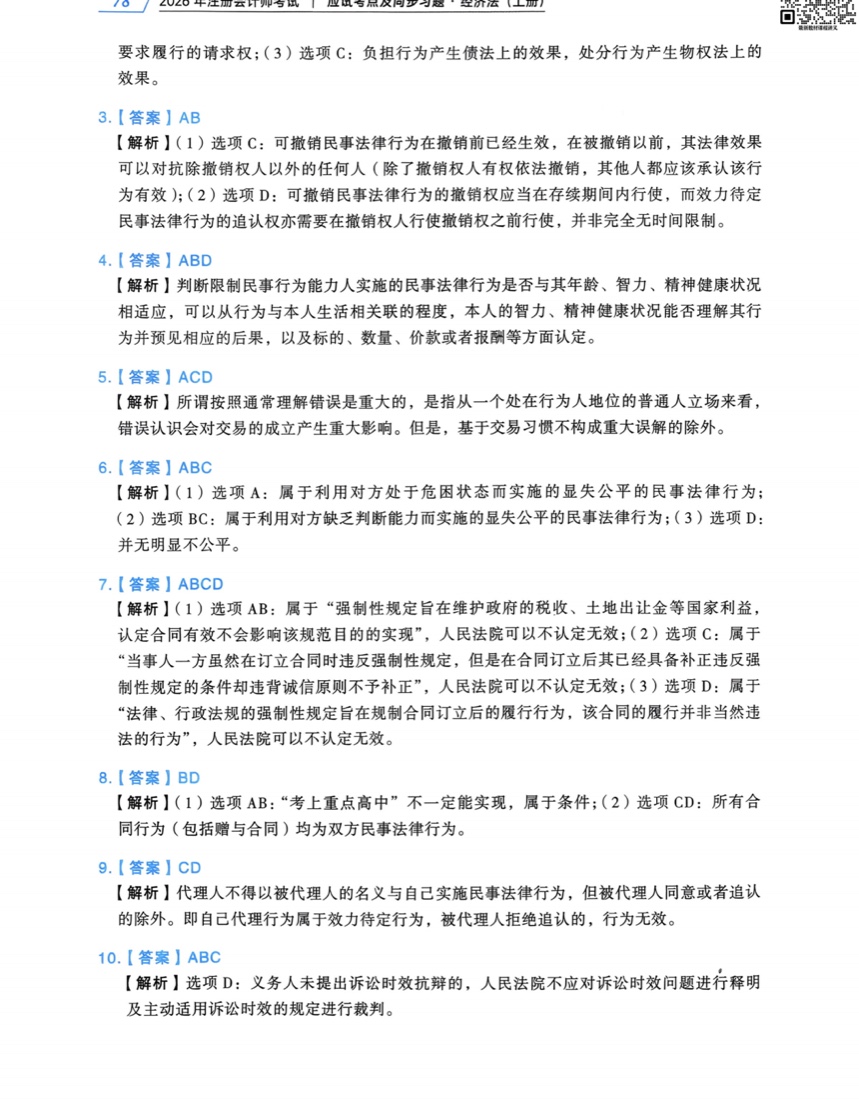 78 2026 年注册会计师考试 | 应试考点及同步习题·经济法（上册）
要求履行的请求权；（3）选项 C：负担行为产生债法上的效果，处分行为产生物权法上的
效果。
3.【答案】AB
【解析】（1）选项 C：可撤销民事法律行为在撤销前已经生效，在被撤销以前，其法律效果
可以对抗除撤销权人以外的任何人（除了撤销权人有权依法撤销，其他人都应该承认该行
为有效）；（2）选项 D：可撤销民事法律行为的撤销权应当在存续期间内行使，而效力待定
民事法律行为的追认权亦需要在撤销权人行使撤销权之前行使，并非完全无时间限制。
4.【答案】ABD
【解析】判断限制民事行为能力人实施的民事法律行为是否与其年龄、智力、精神健康状况
相适应，可以从行为与本人生活相关联的程度，本人的智力、精神健康状况能否理解其行
为并预见相应的后果，以及标的、数量、价款或者报酬等方面认定。
5.【答案】ACD
【解析】所谓按照通常理解错误是重大的，是指从一个处在行为人地位的普通人立场来看，
错误认识会对交易的成立产生重大影响。但是，基于交易习惯不构成重大误解的除外。
6.【答案】ABC
【解析】（1）选项 A：属于利用对方处于危困状态而实施的显失公平的民事法律行为；
（2）选项 BC：属于利用对方缺乏判断能力而实施的显失公平的民事法律行为；（3）选项 D：
并无明显不公平。
7.【答案】ABCD
【解析】（1）选项 AB：属于“强制性规定旨在维护政府的税收、土地出让金等国家利益，
认定合同有效不会影响该规范目的的实现”，人民法院可以不认定无效；（2）选项 C：属于
“当事人一方虽然在订立合同时违反强制性规定，但是在合同订立后其已经具备补正违反强
制性规定的条件却违背诚信原则不予补正”，人民法院可以不认定无效；（3）选项 D：属于
“法律、行政法规的强制性规定旨在规制合同订立后的履行行为，该合同的履行并非当然违
法的行为”，人民法院可以不认定无效。
8.【答案】BD
【解析】（1）选项 AB：“考上重点高中”不一定能实现，属于条件；（2）选项 CD：所有合
同行为（包括赠与合同）均为双方民事法律行为。
9.【答案】CD
【解析】代理人不得以被代理人的名义与自己实施民事法律行为，但被代理人同意或者追认
的除外。即自己代理行为属于效力待定行为，被代理人拒绝追认的，行为无效。
10.【答案】ABC
【解析】选项 D：义务人未提出诉讼时效抗辩的，人民法院不应对诉讼时效问题进行释明
及主动适用诉讼时效的规定进行裁判。